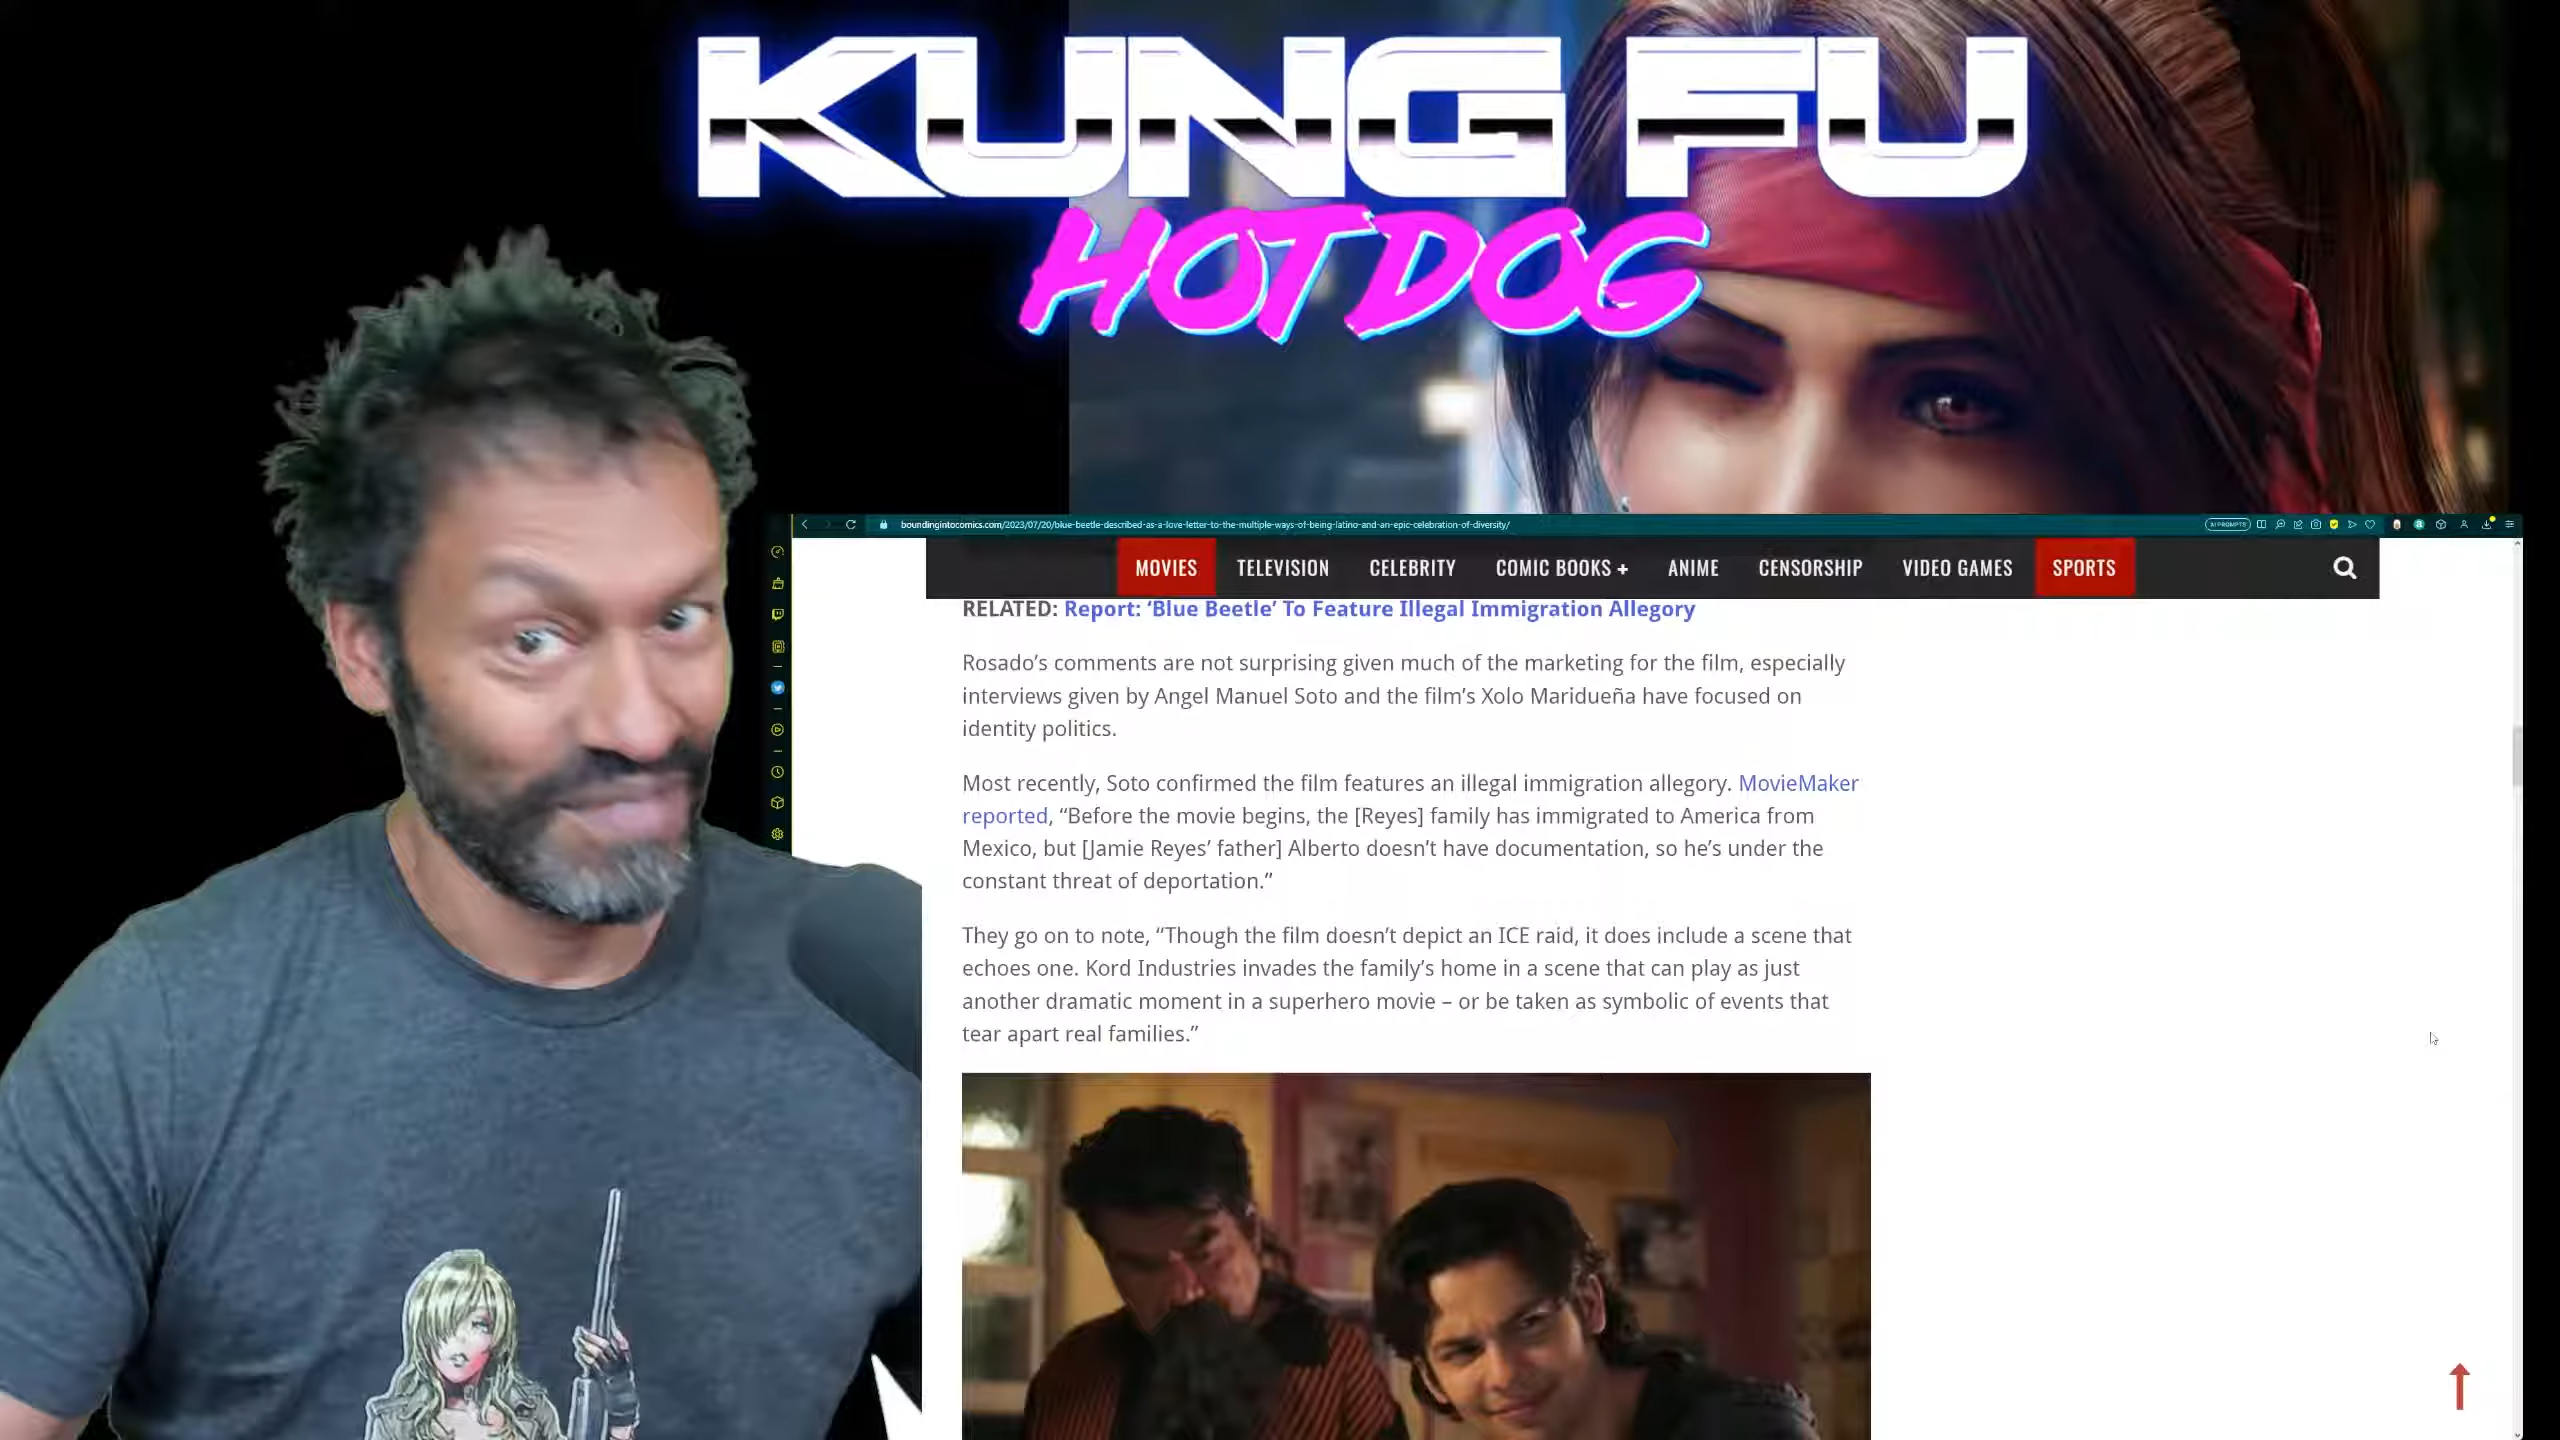 KUNG FU
HOTDOG
boundingintocomics.com/2023/07/20/blue-beetle-described-as-a-love-letter-to-the-multiple-ways-of-being-latino-and-an-epic-celebration-of-diversity/
AI PROMPTS
MOVIES TELEVISION CELEBRITY COMIC BOOKS + ANIME CENSORSHIP VIDEO GAMES SPORTS
RELATED: Report: ‘Blue Beetle’ To Feature Illegal Immigration Allegory
Rosado’s comments are not surprising given much of the marketing for the film, especially
interviews given by Angel Manuel Soto and the film’s Xolo Maridueña have focused on
identity politics.
Most recently, Soto confirmed the film features an illegal immigration allegory. MovieMaker
reported, “Before the movie begins, the [Reyes] family has immigrated to America from
Mexico, but [Jamie Reyes’ father] Alberto doesn’t have documentation, so he’s under the
constant threat of deportation.”
They go on to note, “Though the film doesn’t depict an ICE raid, it does include a scene that
echoes one. Kord Industries invades the family’s home in a scene that can play as just
another dramatic moment in a superhero movie – or be taken as symbolic of events that
tear apart real families.”